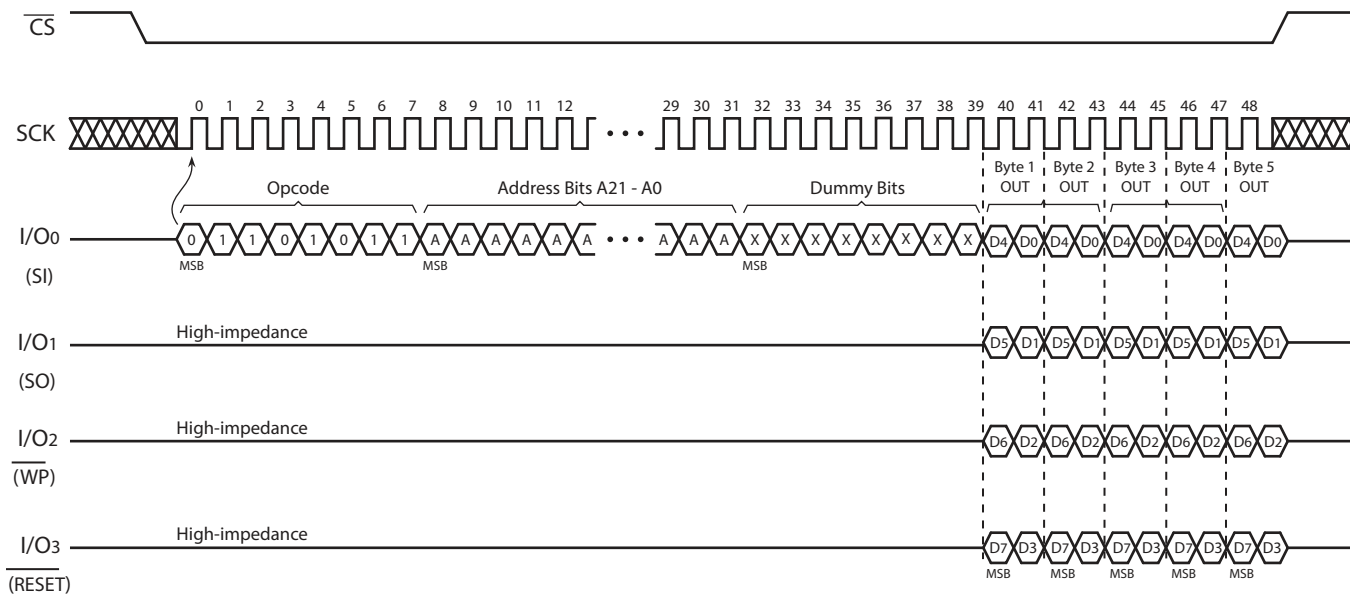 CS
SCK
0 1 2 3 4 5 6 7 8 9 10 11 12 29 30 31 32 33 34 35 36 37 38 39 40 41 42 43 44 45 46 47 48
• • •
Opcode Address Bits A21 - A0 Dummy Bits
Byte 1 OUT
Byte 2 OUT
Byte 3 OUT
Byte 4 OUT
Byte 5 OUT
I/O0
(SI)
0 1 1 0 1 0 1 1 A A A A A A • • • A A A X X X X X X X X D4 D0 D4 D0 D4 D0 D4 D0 D4 D0
MSB MSB MSB
I/O1
(SO)
High-impedance
D5 D1 D5 D1 D5 D1 D5 D1 D5 D1
I/O2
(WP)
High-impedance
D6 D2 D6 D2 D6 D2 D6 D2 D6 D2
I/O3
(RESET)
High-impedance
D7 D3 D7 D3 D7 D3 D7 D3 D7 D3
MSB MSB MSB MSB MSB